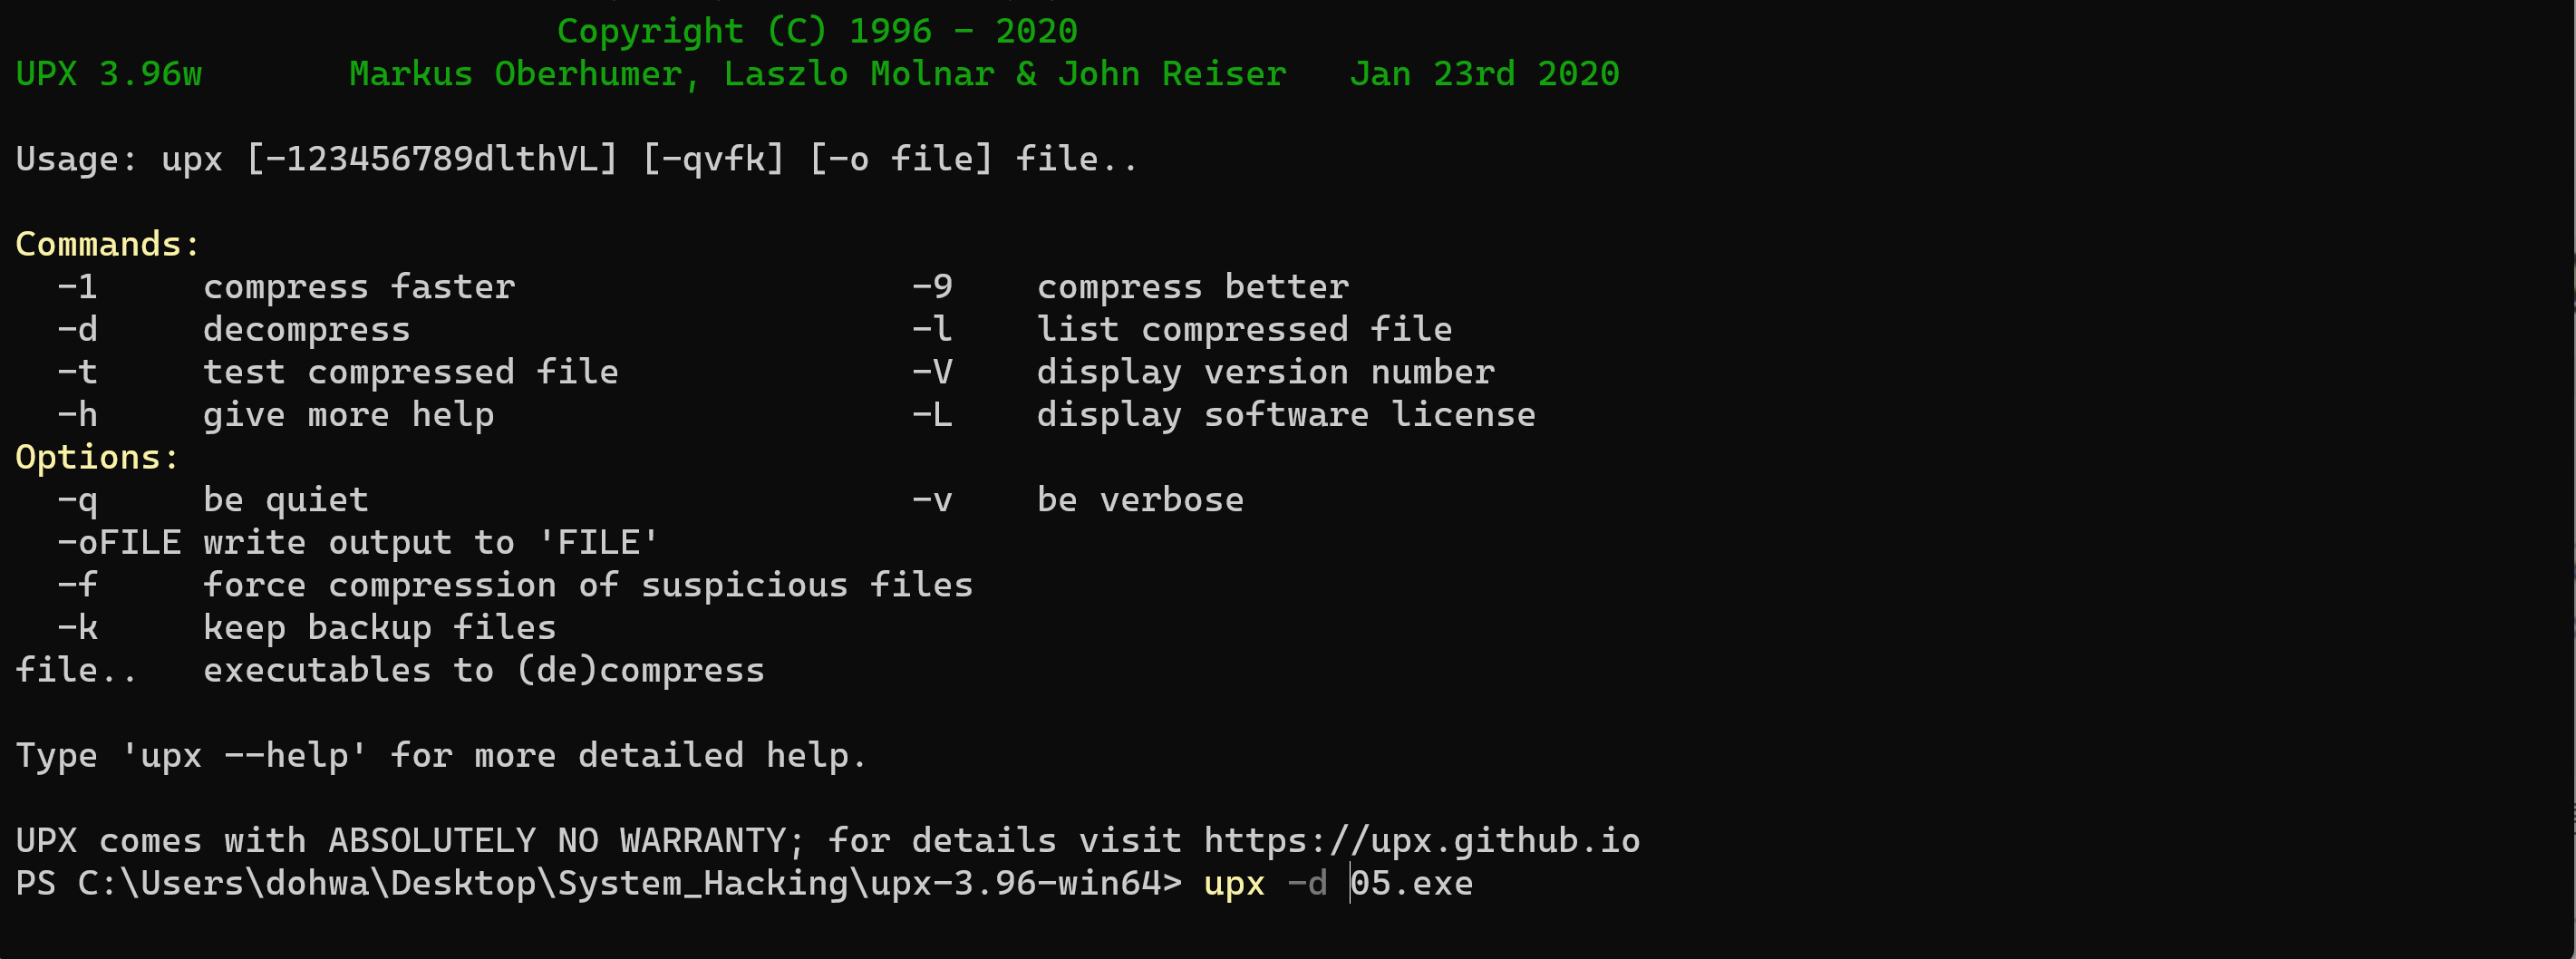 Copyright (C) 1996 - 2020
UPX 3.96w       Markus Oberhumer, Laszlo Molnar & John Reiser   Jan 23rd 2020
Usage: upx [-123456789dlthVL] [-qvfk] [-o file] file..
Commands:
  -1     compress faster                   -9    compress better
  -d     decompress                        -l    list compressed file
  -t     test compressed file              -V    display version number
  -h     give more help                    -L    display software license
Options:
  -q     be quiet                          -v    be verbose
  -oFILE write output to 'FILE'
  -f     force compression of suspicious files
  -k     keep backup files
file..   executables to (de)compress
Type 'upx --help' for more detailed help.
UPX comes with ABSOLUTELY NO WARRANTY; for details visit https://upx.github.io
PS C:\Users\dohwa\Desktop\System_Hacking\upx-3.96-win64> upx -d 05.exe